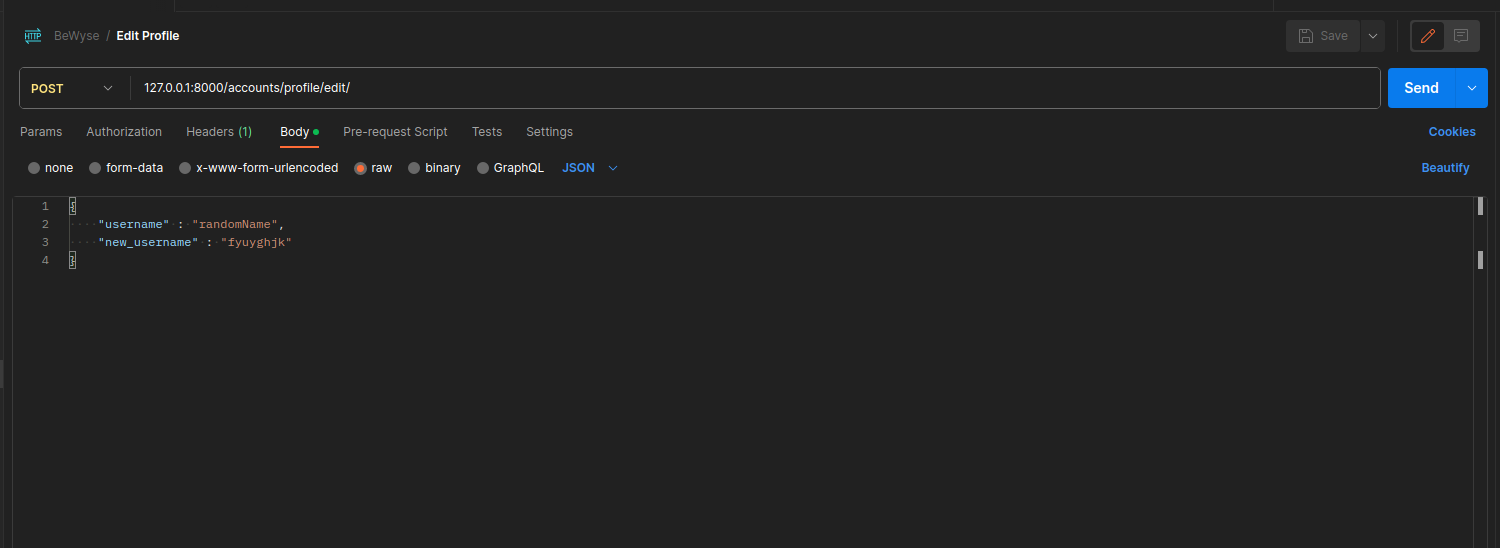 HTTP BeWyse / Edit Profile Save
POST 127.0.0.1:8000/accounts/profile/edit/ Send
Params Authorization Headers (1) Body Pre-request Script Tests Settings Cookies
none form-data x-www-form-urlencoded raw binary GraphQL JSON Beautify
1 {
2 "username" : "randomName",
3 "new_username" : "fyuyghjk"
4 }